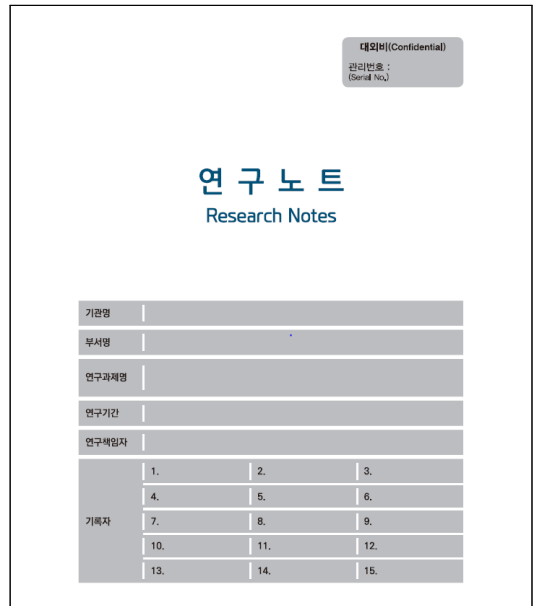 대외비(Confidential)
관리번호 :
(Serial No.)
연 구 노 트
Research Notes
기관명
부서명
연구과제명
연구기간
연구책임자
기록자
1. 2. 3.
4. 5. 6.
7. 8. 9.
10. 11. 12.
13. 14. 15.